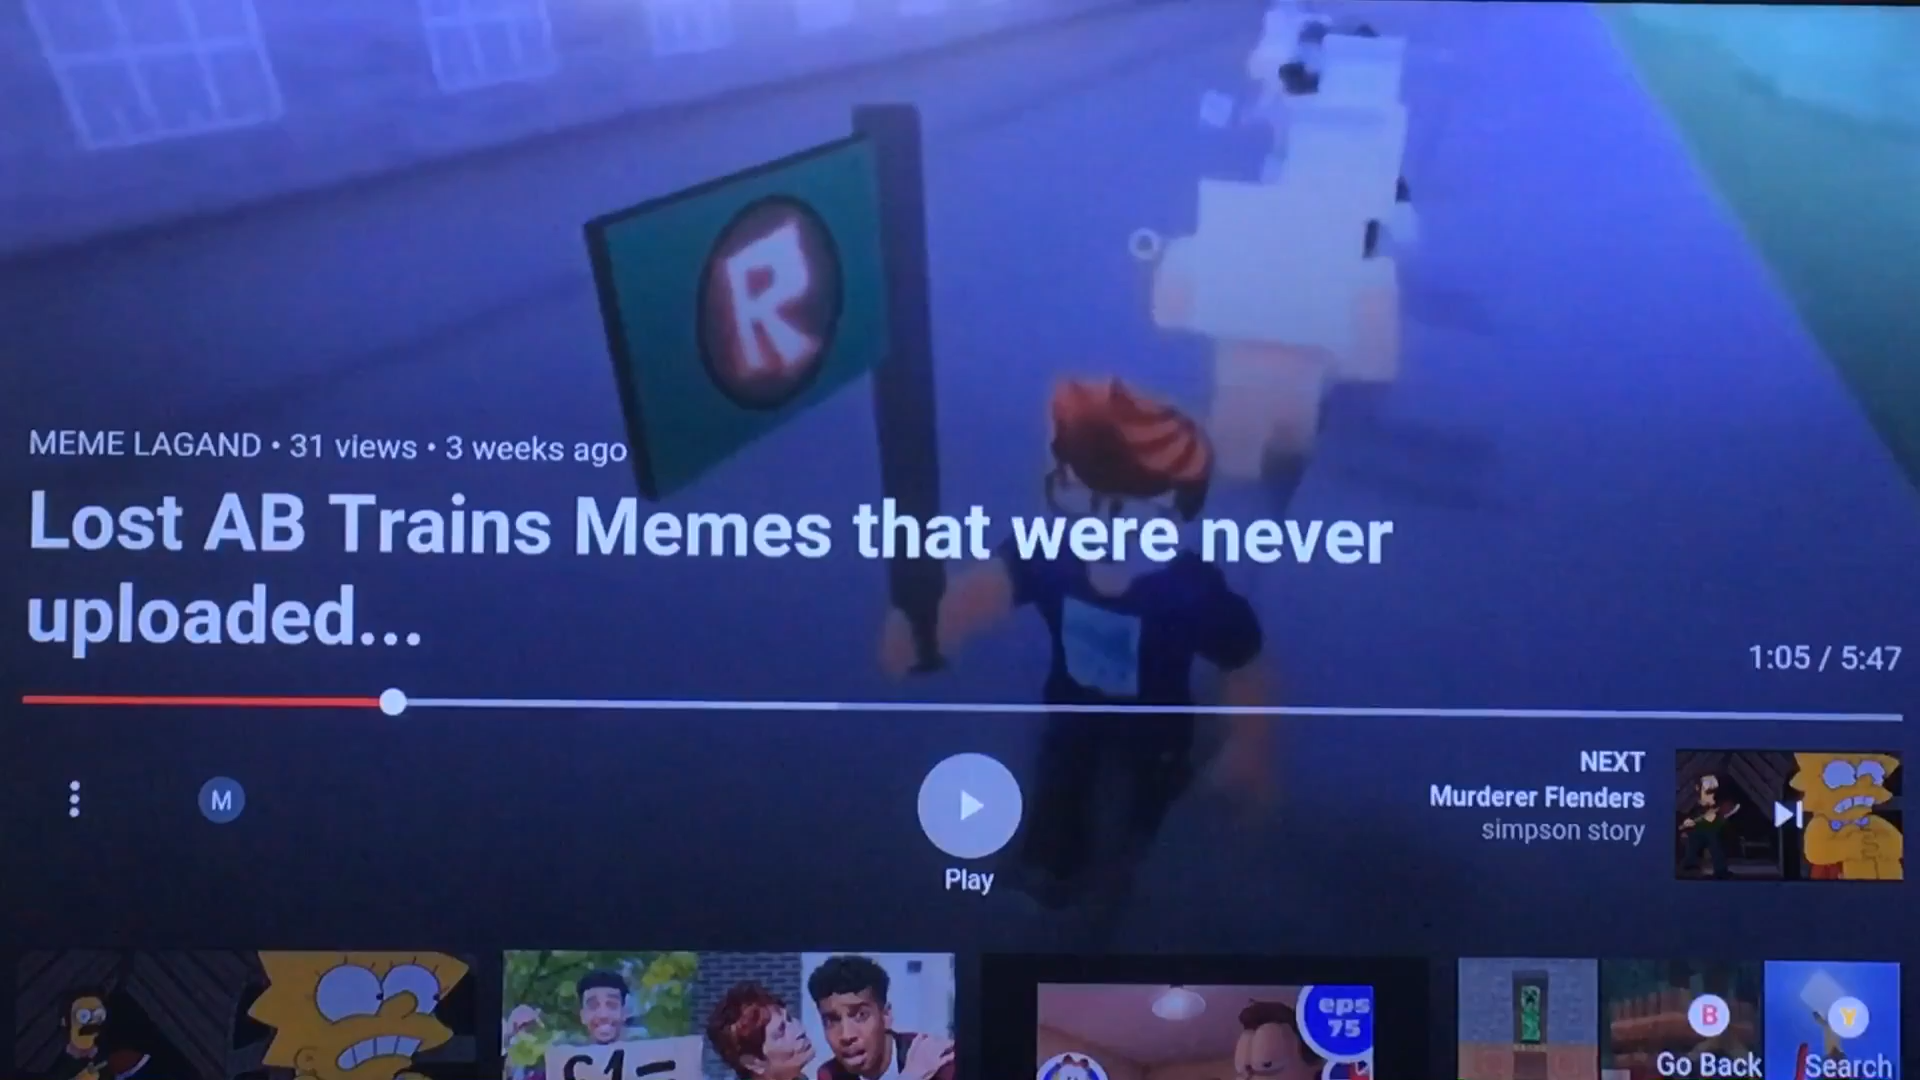 R
MEME LAGAND • 31 views • 3 weeks ago
Lost AB Trains Memes that were never
uploaded...
1:05 / 5:47
M
Play
NEXT
Murderer Flenders
simpson story
£1=
eps
75
B
Go Back
Y
Search